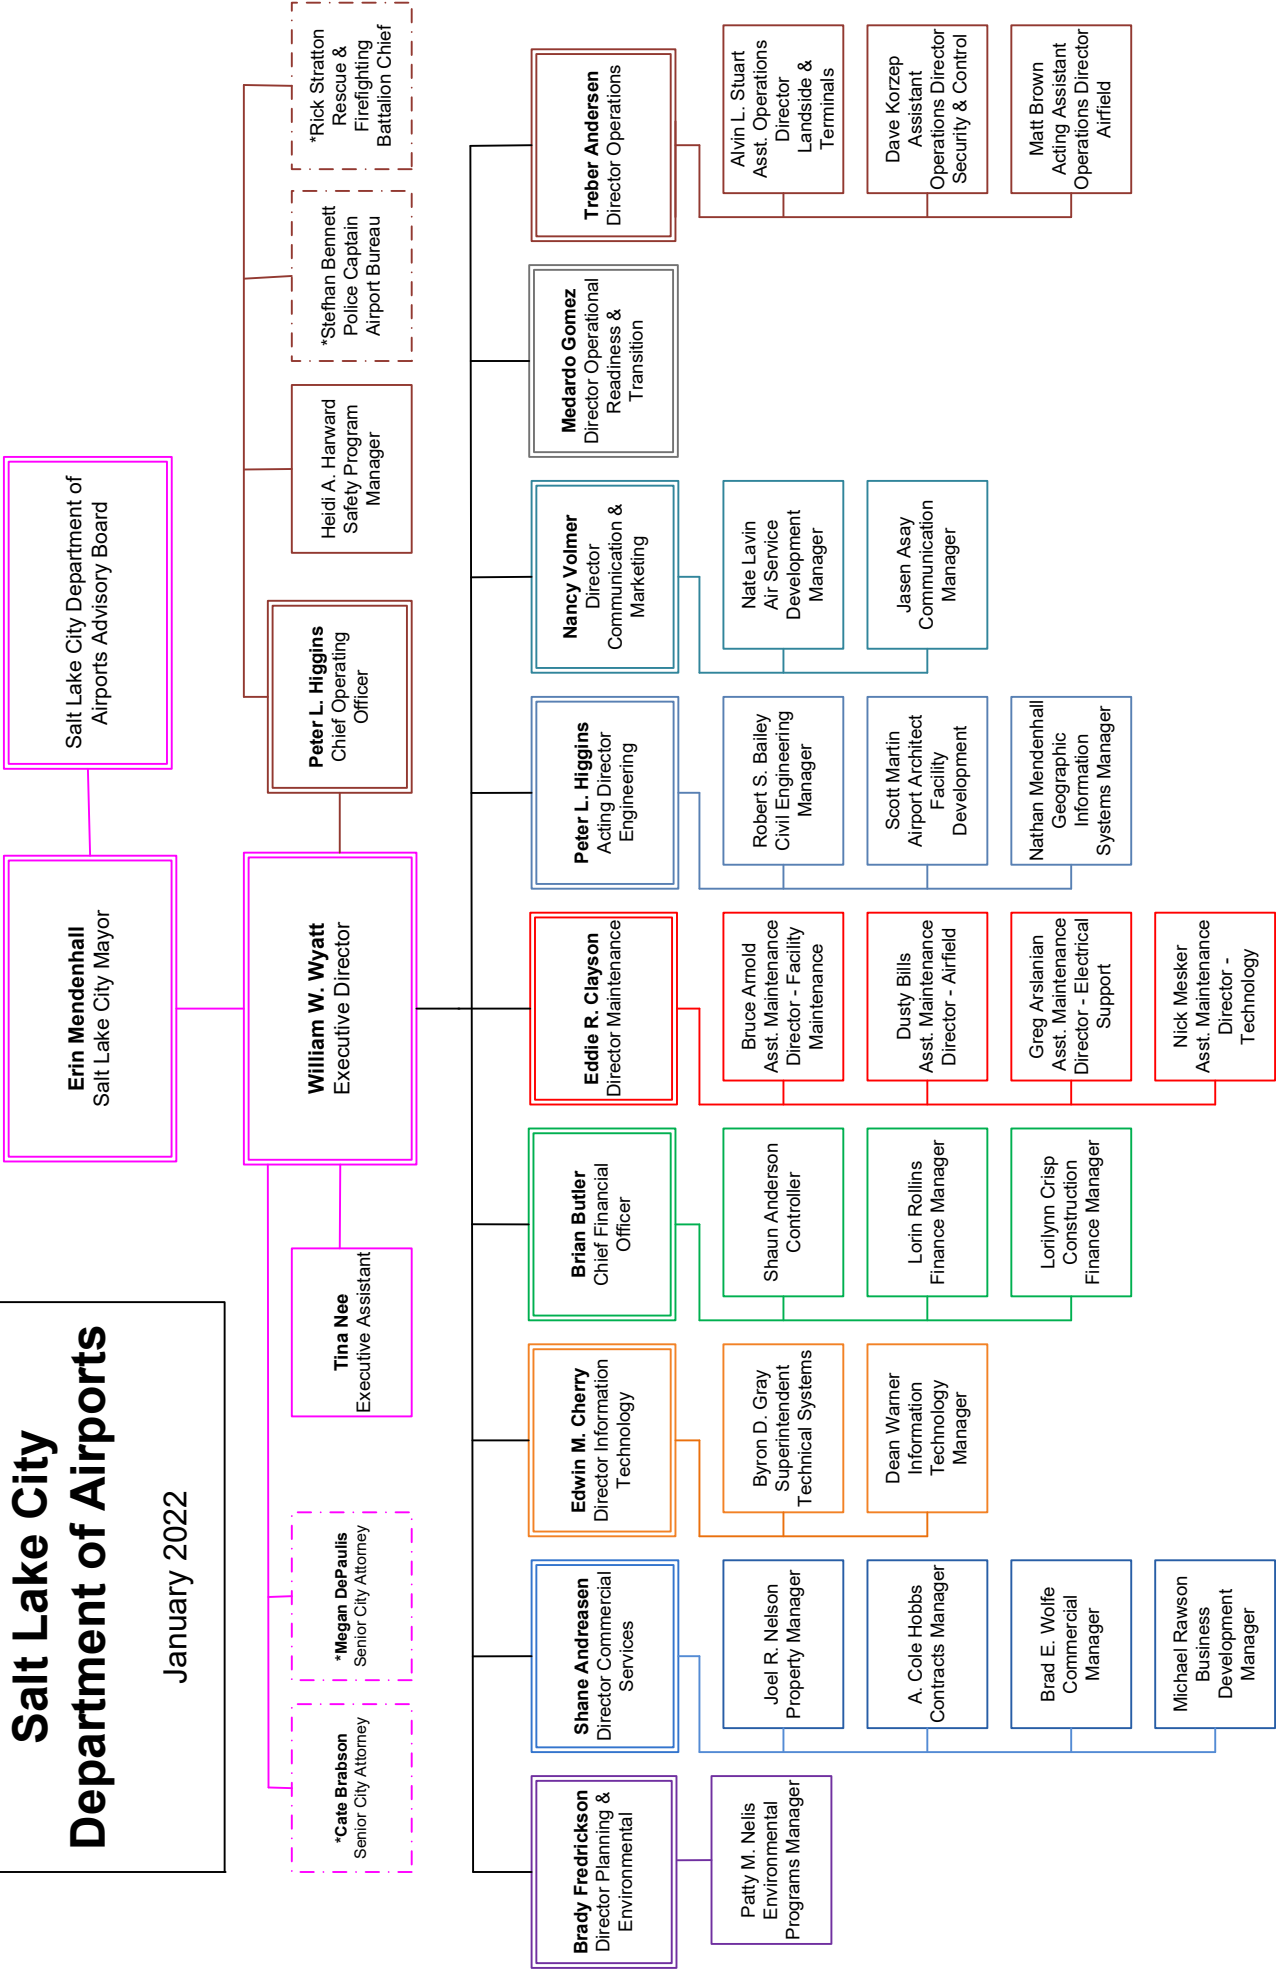 Salt Lake City
Department of Airports
January 2022
Erin Mendenhall
Salt Lake City Mayor
Salt Lake City Department of
Airports Advisory Board
William W. Wyatt
Executive Director
*Cate Brabson
Senior City Attorney
*Megan DePaulis
Senior City Attorney
Tina Nee
Executive Assistant
Peter L. Higgins
Chief Operating
Officer
Heidi A. Harward
Safety Program
Manager
*Stefhan Bennett
Police Captain
Airport Bureau
*Rick Stratton
Rescue &
Firefighting
Battalion Chief
Brady Fredrickson
Director Planning &
Environmental
Patty M. Nelis
Environmental
Programs Manager
Shane Andreasen
Director Commercial
Services
Joel R. Nelson
Property Manager
A. Cole Hobbs
Contracts Manager
Brad E. Wolfe
Commercial
Manager
Michael Rawson
Business
Development
Manager
Edwin M. Cherry
Director Information
Technology
Byron D. Gray
Superintendent
Technical Systems
Dean Warner
Information
Technology
Manager
Brian Butler
Chief Financial
Officer
Shaun Anderson
Controller
Lorin Rollins
Finance Manager
Lorilynn Crisp
Construction
Finance Manager
Eddie R. Clayson
Director Maintenance
Bruce Arnold
Asst. Maintenance
Director - Facility
Maintenance
Dusty Bills
Asst. Maintenance
Director - Airfield
Greg Arslanian
Asst. Maintenance
Director - Electrical
Support
Nick Mesker
Asst. Maintenance
Director -
Technology
Peter L. Higgins
Acting Director
Engineering
Robert S. Bailey
Civil Engineering
Manager
Scott Martin
Airport Architect
Facility
Development
Nathan Mendenhall
Geographic
Information
Systems Manager
Nancy Volmer
Director
Communication &
Marketing
Nate Lavin
Air Service
Development
Manager
Jasen Asay
Communication
Manager
Medardo Gomez
Director Operational
Readiness &
Transition
Treber Andersen
Director Operations
Alvin L. Stuart
Asst. Operations
Director
Landside &
Terminals
Dave Korzep
Assistant
Operations Director
Security & Control
Matt Brown
Acting Assistant
Operations Director
Airfield